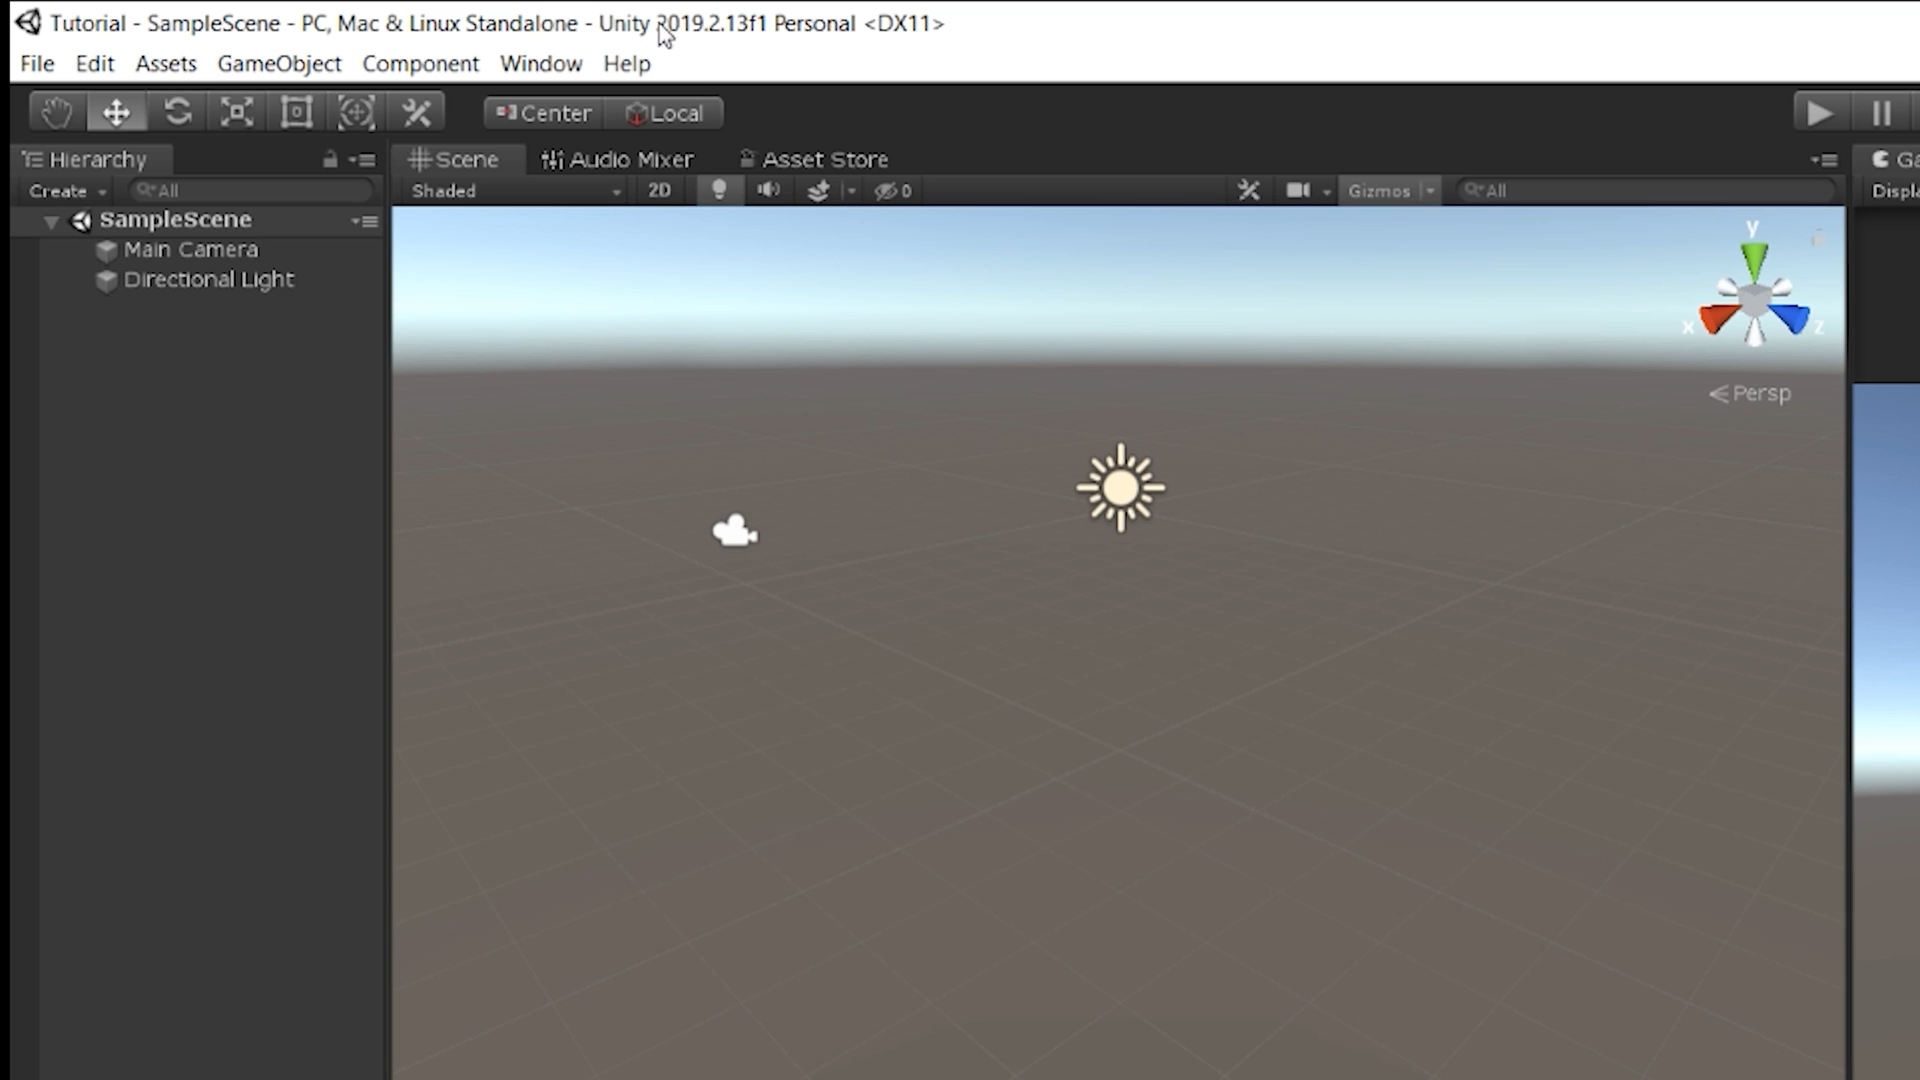 Tutorial - SampleScene - PC, Mac & Linux Standalone - Unity 2019.2.13f1 Personal <DX11>
File Edit Assets GameObject Component Window Help
Center Local
Hierarchy Scene Audio Mixer Asset Store
Create All Shaded 2D 0 Gizmos All
SampleScene
Main Camera
Directional Light
y
x z
Persp